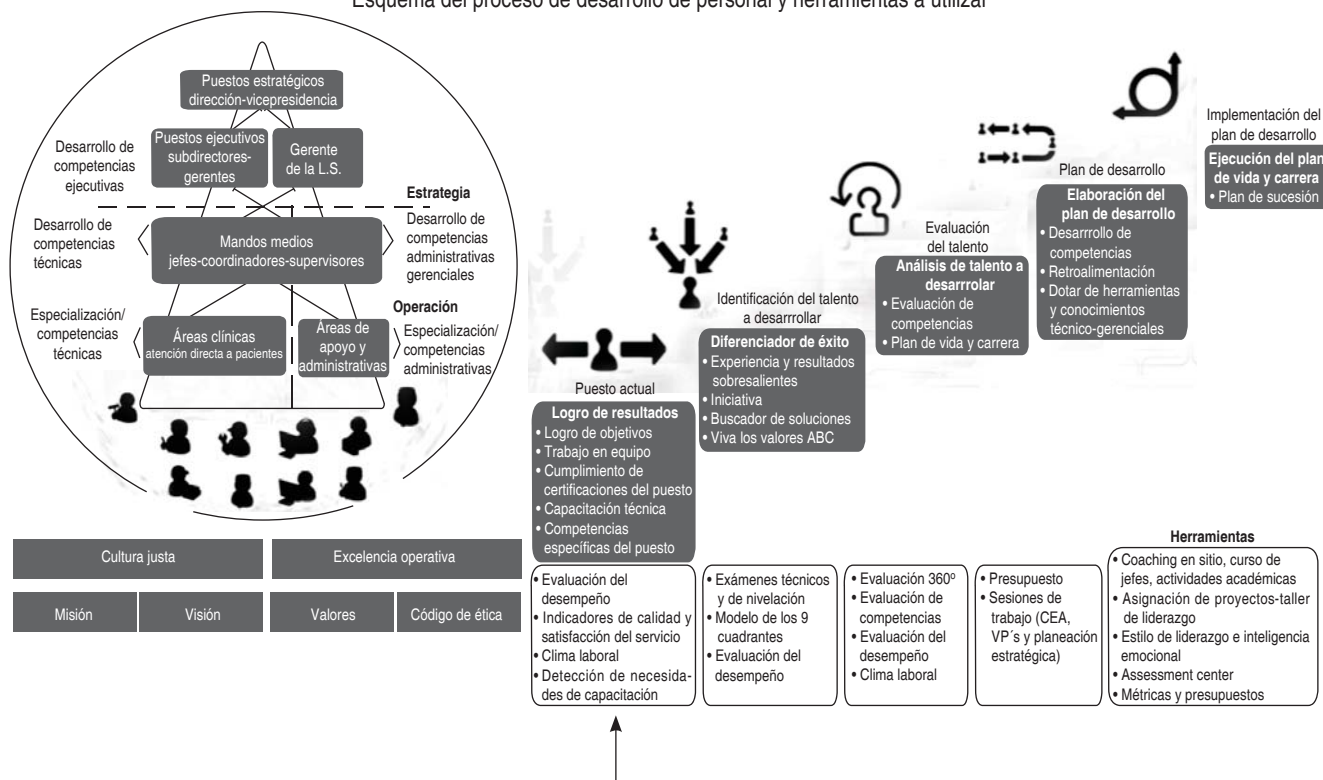 Esquema del proceso de desarrollo de personal y herramientas a utilizar
Puestos estratégicos
dirección-vicepresidencia
Desarrollo de
competencias
ejecutivas
Puestos ejecutivos
subdirectores-
gerentes
Gerente
de la L.S.
Estrategia
Desarrollo de
competencias
técnicas
Mandos medios
jefes-coordinadores-supervisores
Desarrollo de
competencias
administrativas
gerenciales
Operación
Especialización/
competencias
técnicas
Áreas clínicas
atención directa a pacientes
Áreas de
apoyo y
administrativas
Especialización/
competencias
administrativas
Cultura justa
Excelencia operativa
Misión
Visión
Valores
Código de ética
Puesto actual
Logro de resultados
• Logro de objetivos
• Trabajo en equipo
• Cumplimiento de
certificaciones del puesto
• Capacitación técnica
• Competencias
específicas del puesto
Identificación del talento
a desarrrollar
Diferenciador de éxito
• Experiencia y resultados
sobresalientes
• Iniciativa
• Buscador de soluciones
• Viva los valores ABC
Evaluación
del talento
Análisis de talento a
desarrrolar
• Evaluación de
competencias
• Plan de vida y carrera
Plan de desarrollo
Elaboración del
plan de desarrollo
• Desarrrollo de
competencias
• Retroalimentación
• Dotar de herramientas
y conocimientos
técnico-gerenciales
Implementación del
plan de desarrollo
Ejecución del plan
de vida y carrera
• Plan de sucesión
• Evaluación del
desempeño
• Indicadores de calidad y
satisfacción del servicio
• Clima laboral
• Detección de necesida-
des de capacitación
• Exámenes técnicos
y de nivelación
• Modelo de los 9
cuadrantes
• Evaluación del
desempeño
• Evaluación 360º
• Evaluación de
competencias
• Evaluación del
desempeño
• Clima laboral
• Presupuesto
• Sesiones de
trabajo (CEA,
VP´s y planeación
estratégica)
Herramientas
• Coaching en sitio, curso de
jefes, actividades académicas
• Asignación de proyectos-taller
de liderazgo
• Estilo de liderazgo e inteligencia
emocional
• Assessment center
• Métricas y presupuestos